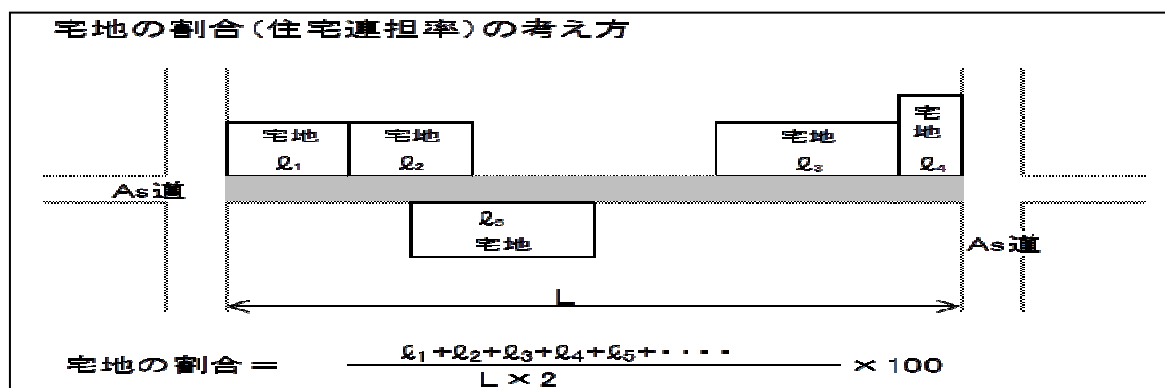 宅地の割合(住宅連担率)の考え方
宅地
ℓ₁
宅地
ℓ₂
宅地
ℓ₃
宅地
ℓ₄
As道
ℓ₅
宅地
As道
L
宅地の割合＝ ℓ₁+ℓ₂+ℓ₃+ℓ₄+ℓ₅+・・・・ ×100
L×2